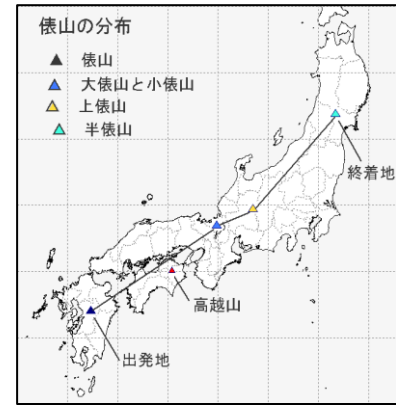 俵山の分布
俵山
大俵山と小俵山
上俵山
半俵山
終着地
高越山
出発地